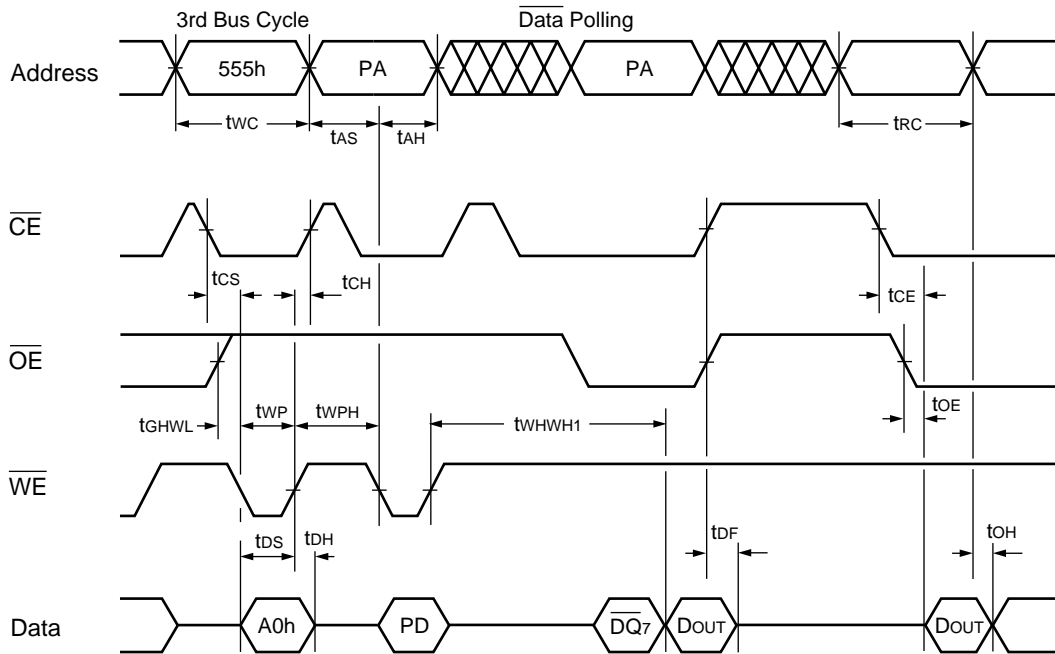 3rd Bus Cycle Data Polling
Address 555h PA PA
tWC tAS tAH tRC
CE
tCS tCH tCE
OE
tGHWL tWP tWPH tWHWH1 tOE
WE
tDS tDH tDF tOH
Data A0h PD DQ7 DOUT DOUT